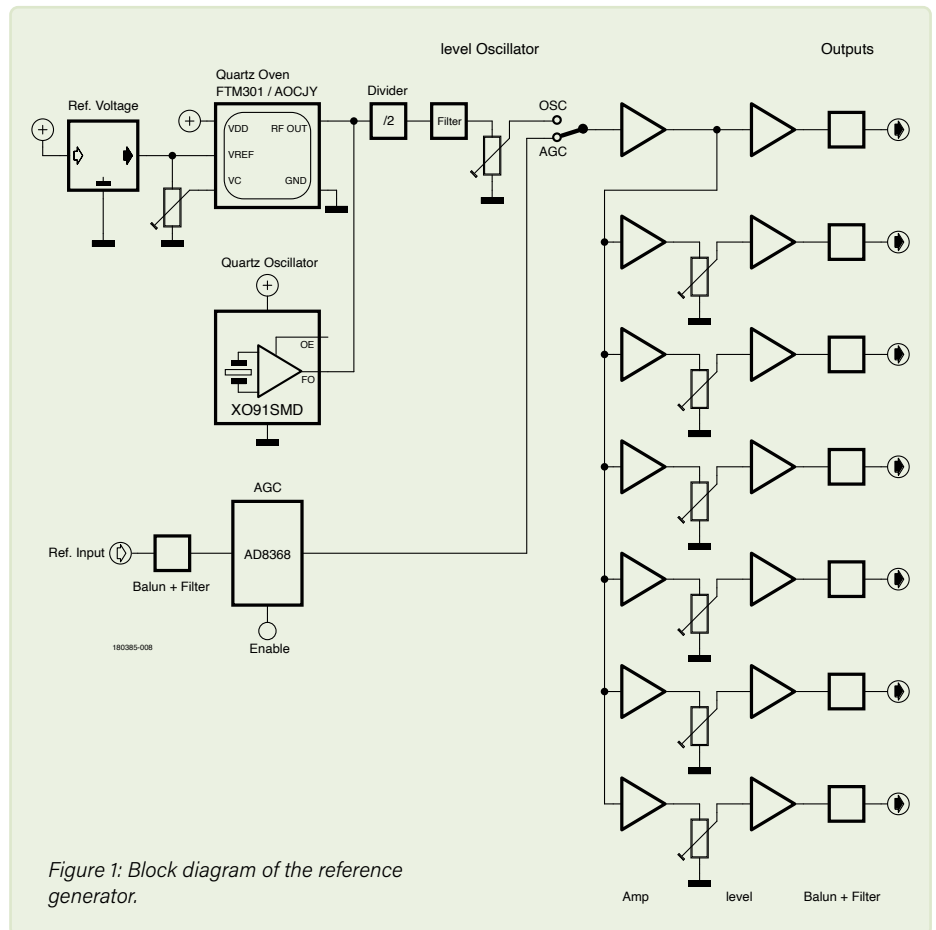 level Oscillator
Outputs
Quartz Oven
FTM301 / AOCJY
Ref. Voltage
Divider
+
+
VDD
RF OUT
/2
Filter
OSC
VREF
AGC
VC
GND
Quartz Oscillator
+
OE
FO
XO91SMD
AGC
Ref. Input
AD8368
Balun + Filter
180385-008
Enable
Figure 1: Block diagram of the reference
generator.
Amp
level
Balun + Filter